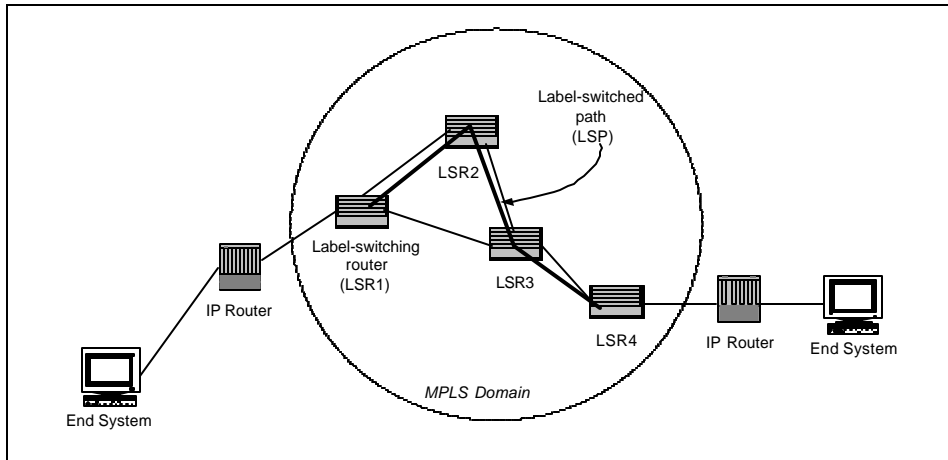 Label-switched
path
(LSP)
LSR2
Label-switching
router
(LSR1)
LSR3
IP Router
LSR4
IP Router
End System
MPLS Domain
End System